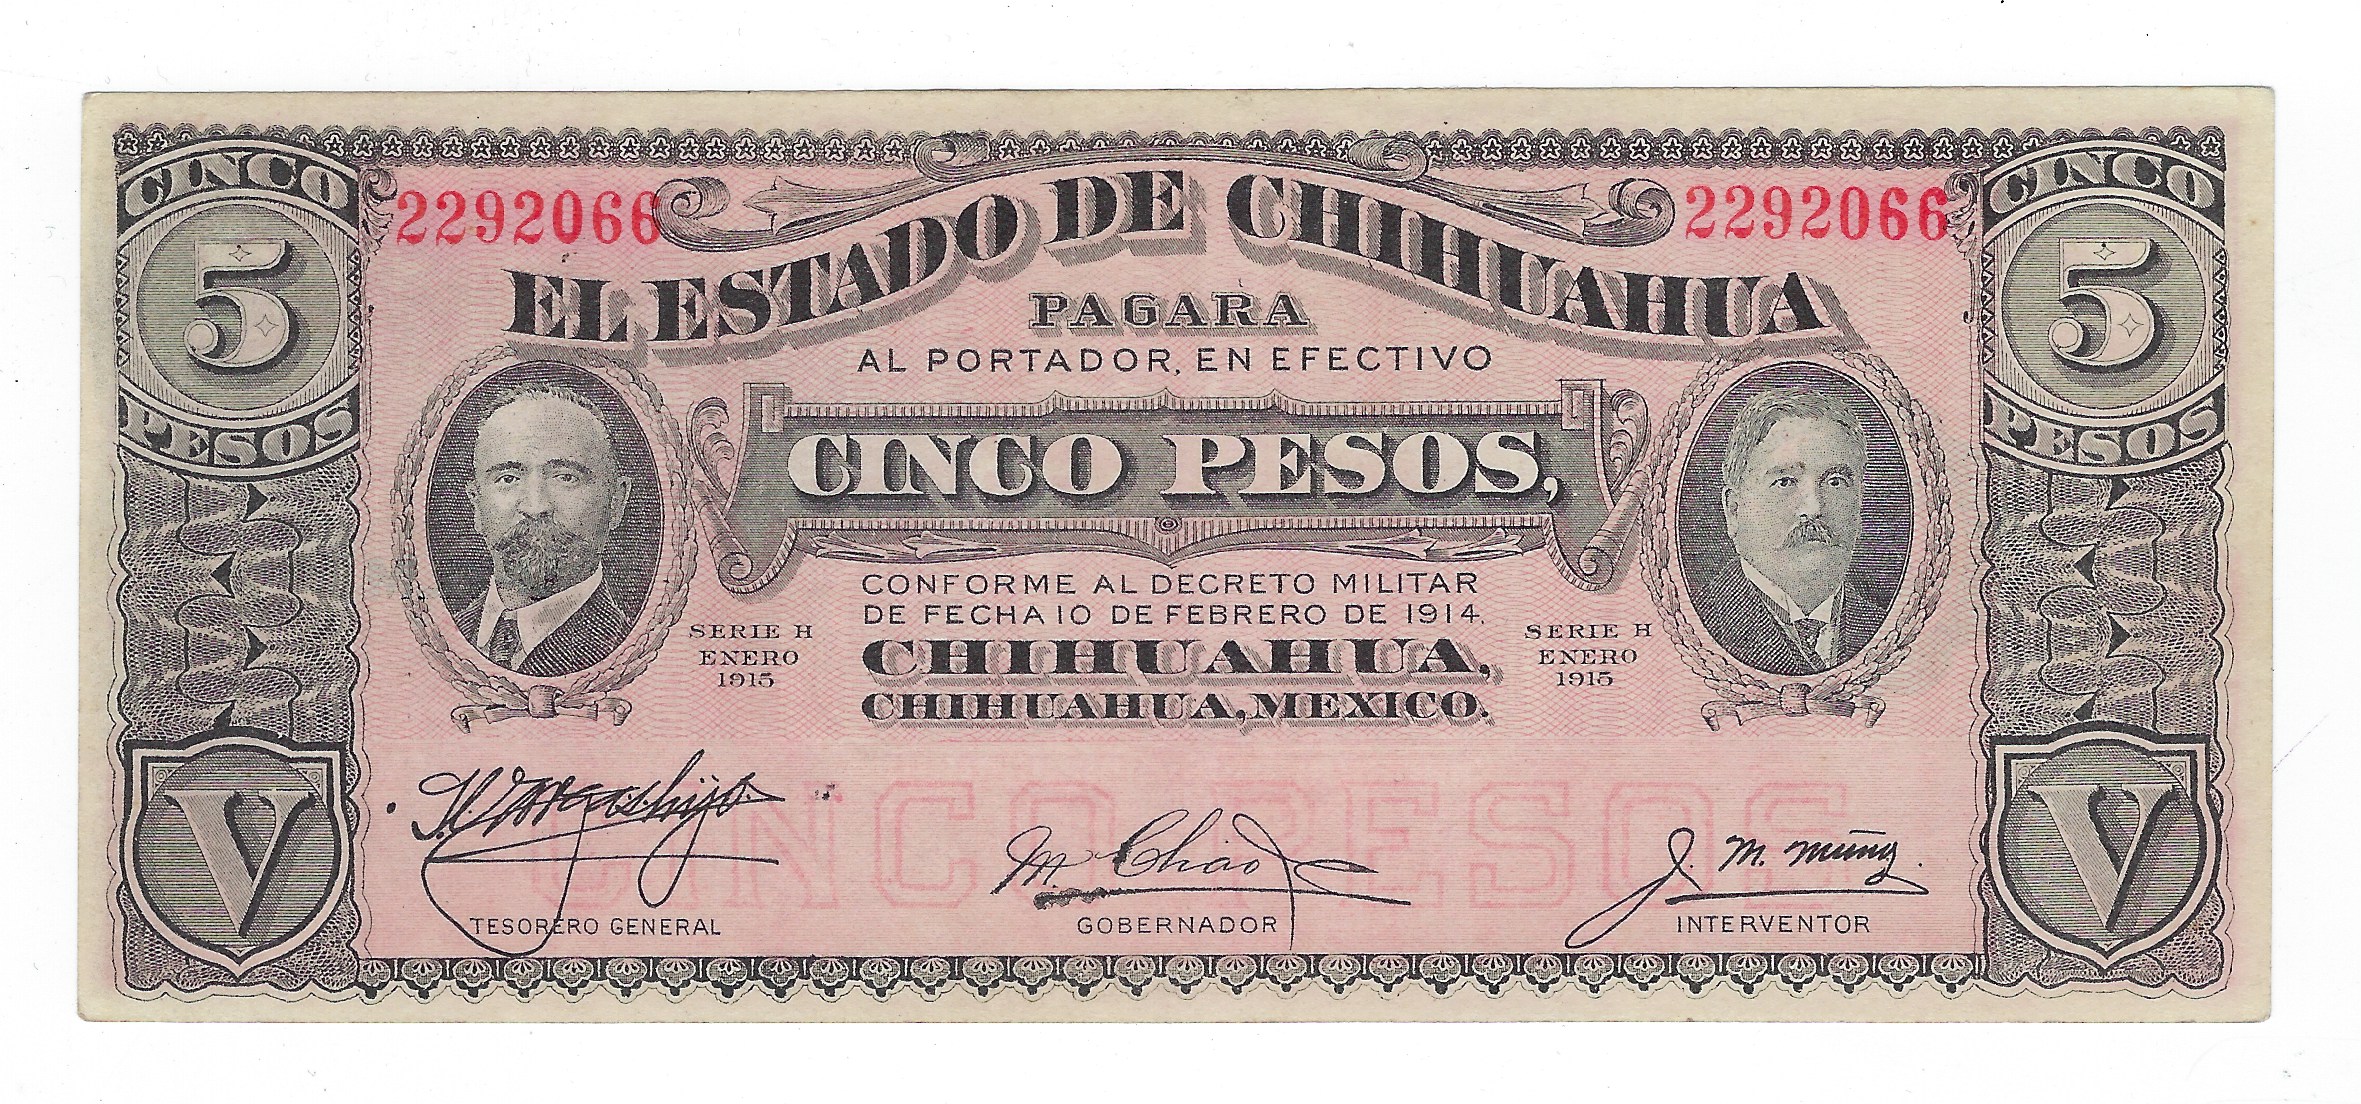 CINCO
5
PESOS
2292066
2292066
CINCO
5
PESOS
EL ESTADO DE CHIHUAHUA
PAGARA
AL PORTADOR, EN EFECTIVO
CINCO PESOS,
CONFORME AL DECRETO MILITAR
DE FECHA 10 DE FEBRERO DE 1914.
CHIHUAHUA,
CHIHUAHUA, MEXICO.
SERIE H
ENERO
1915
SERIE H
ENERO
1915
CINCO PESOS
V
V
M. Chao
J. M. Muñoz.
TESORERO GENERAL
GOBERNADOR
INTERVENTOR